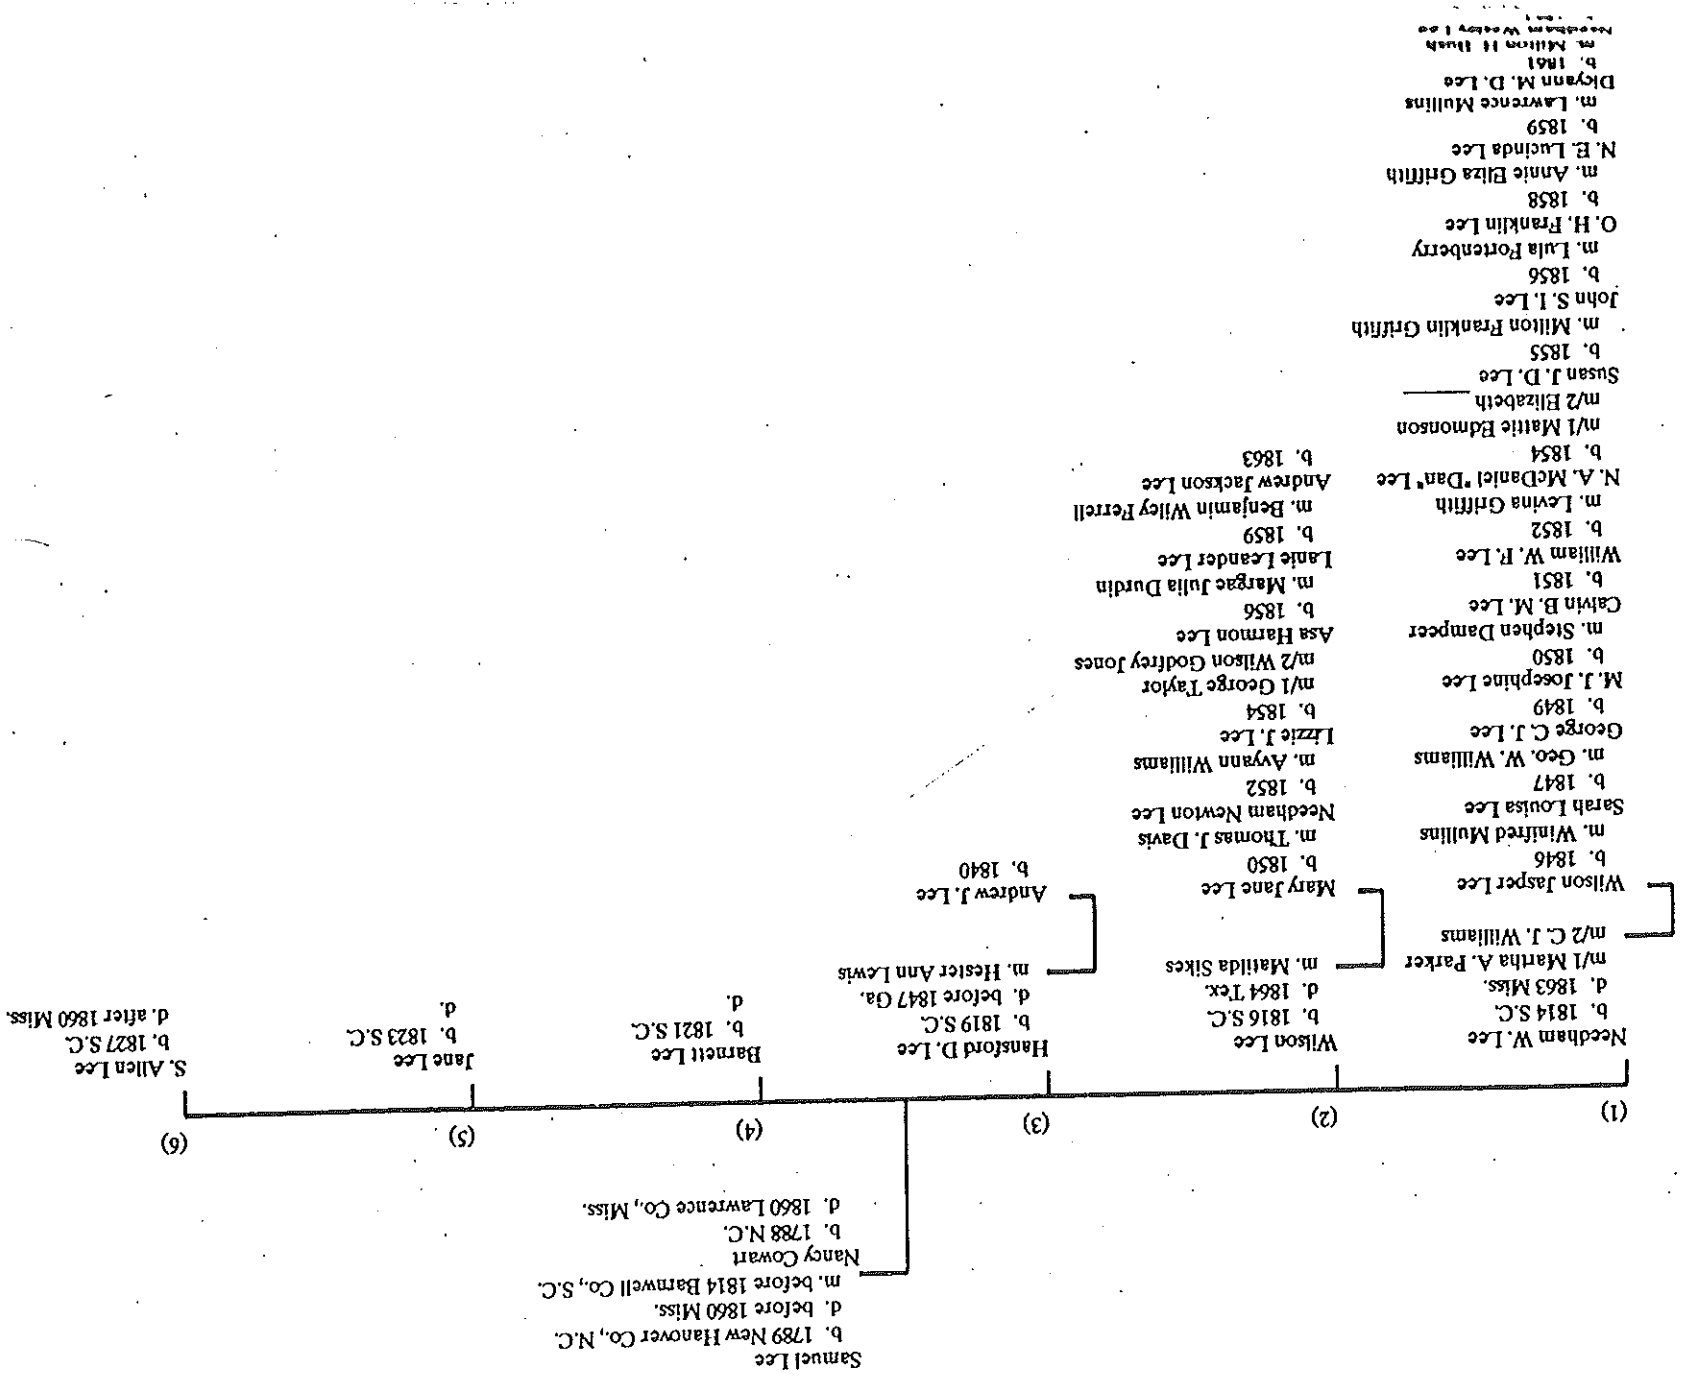 Samuel Lee
b. 1789 New Hanover Co., N.C.
d. before 1860 Miss.
m. before 1814 Barnwell Co., S.C.
Nancy Cowart
b. 1788 N.C.
d. 1860 Lawrence Co., Miss.
(1)
Needham W. Lee
b. 1814 S.C.
d. 1863 Miss.
m/1 Martha A. Parker
m/2 C. J. Williams
Wilson Jasper Lee
b. 1846
m. Winifred Mullins
Sarah Louisa Lee
b. 1847
m. Geo. W. Williams
George C. J. Lee
b. 1849
M. J. Josephine Lee
b. 1850
m. Stephen Dampeer
Calvin B. M. Lee
b. 1851
William W. F. Lee
b. 1852
m. Levina Griffith
N. A. McDaniel "Dan" Lee
b. 1854
m/1 Mattie Edmonson
m/2 Elizabeth
Susan J. D. Lee
b. 1855
m. Milton Franklin Griffith
John S. I. Lee
b. 1856
m. Lula Fortenberry
O. H. Franklin Lee
b. 1858
m. Annie Eliza Griffith
N. E. Lucinda Lee
b. 1859
m. Lawrence Mullins
Dicyann M. D. Lee
b. 1861
m. Milton H. Bush
Needham Wesley Lee
(2)
Wilson Lee
b. 1816 S.C.
d. 1864 Tex.
m. Matilda Sikes
Mary Jane Lee
b. 1850
m. Thomas J. Davis
Needham Newton Lee
b. 1852
m. Avyann Williams
Lizzie J. Lee
b. 1854
m/1 George Taylor
m/2 Wilson Godfrey Jones
Asa Harmon Lee
b. 1856
m. Margae Julia Durdin
Lanie Leander Lee
b. 1859
m. Benjamin Wiley Ferrell
Andrew Jackson Lee
b. 1863
(3)
Hansford D. Lee
b. 1819 S.C.
d. before 1847 Ga.
m. Hester Ann Lewis
Andrew J. Lee
b. 1840
(4)
Barnett Lee
b. 1821 S.C.
d.
(5)
Jane Lee
b. 1823 S.C.
d.
(6)
S. Allen Lee
b. 1827 S.C.
d. after 1860 Miss.